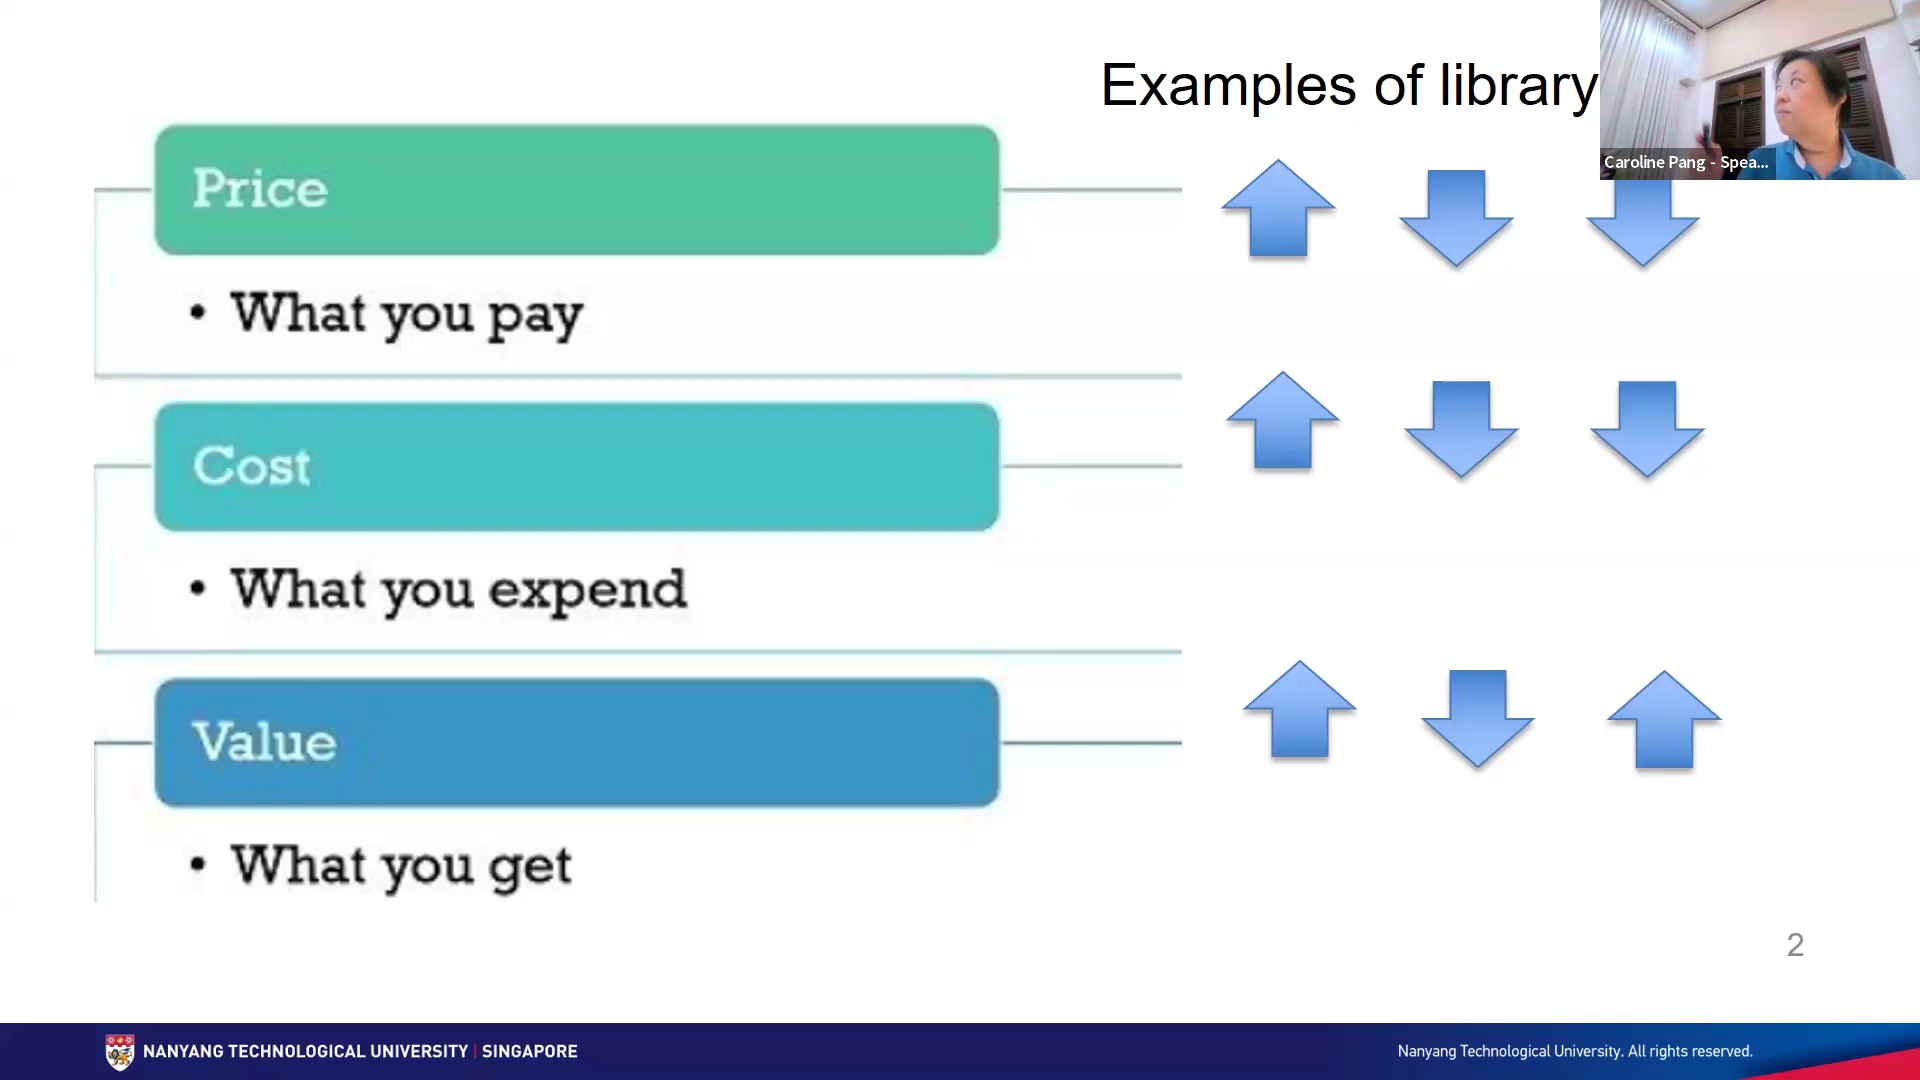 Examples of library
Caroline Pang - Spea...
Price
• What you pay
Cost
• What you expend
Value
• What you get
2
NANYANG TECHNOLOGICAL UNIVERSITY | SINGAPORE
Nanyang Technological University. All rights reserved.